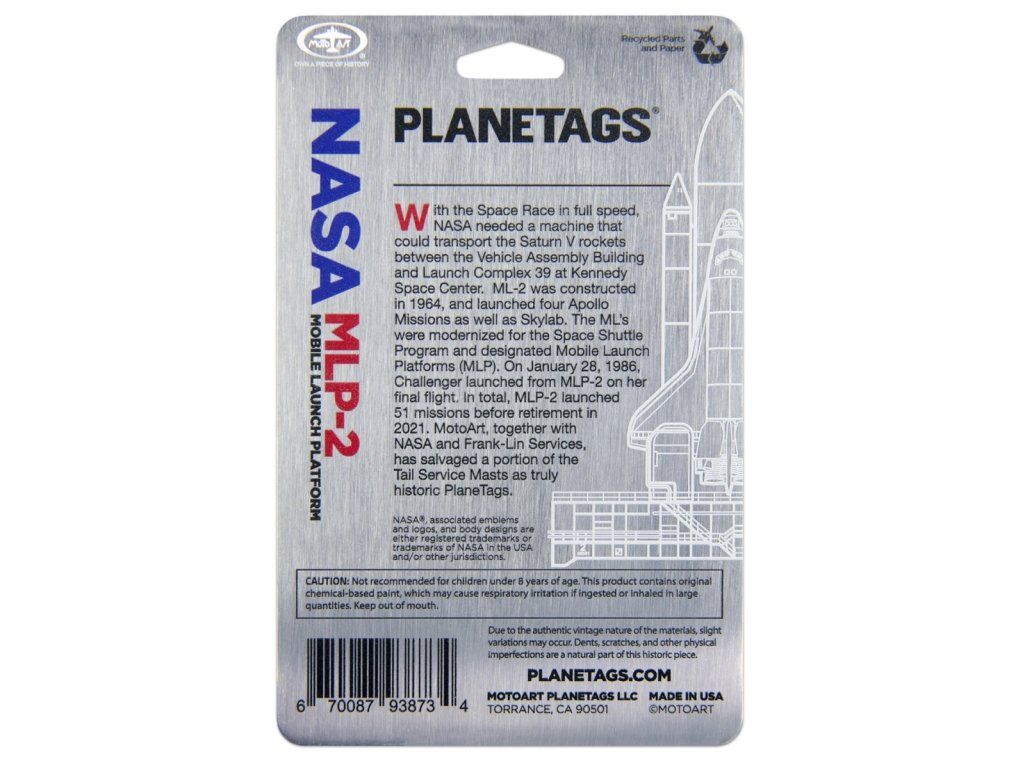 MOTOART®
OWN A PIECE OF HISTORY
Recycled Parts
and Paper
NASA MLP-2
MOBILE LAUNCH PLATFORM
PLANETAGS®
With the Space Race in full speed,
NASA needed a machine that
could transport the Saturn V rockets
between the Vehicle Assembly Building
and Launch Complex 39 at Kennedy
Space Center. ML-2 was constructed
in 1964, and launched four Apollo
Missions as well as Skylab. The ML's
were modernized for the Space Shuttle
Program and designated Mobile Launch
Platforms (MLP). On January 28, 1986,
Challenger launched from MLP-2 on her
final flight. In total, MLP-2 launched
51 missions before retirement in
2021. MotoArt, together with
NASA and Frank-Lin Services,
has salvaged a portion of the
Tail Service Masts as truly
historic PlaneTags.
NASA®, associated emblems
and logos, and body designs are
either registered trademarks or
trademarks of NASA in the USA
and/or other jurisdictions.
CAUTION: Not recommended for children under 8 years of age. This product contains original
chemical-based paint, which may cause respiratory irritation if ingested or inhaled in large
quantities. Keep out of mouth.
Due to the authentic vintage nature of the materials, slight
variations may occur. Dents, scratches, and other physical
imperfections are a natural part of this historic piece.
PLANETAGS.COM
MOTOART PLANETAGS LLC MADE IN USA
TORRANCE, CA 90501 ©MOTOART
6 70087 93873 4